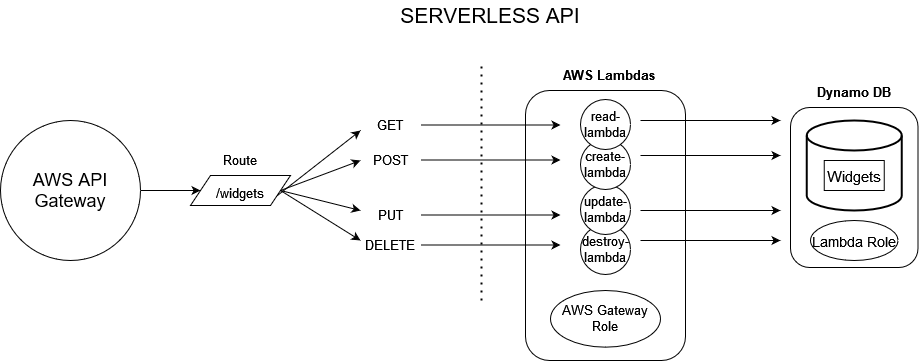 SERVERLESS API
AWS Lambdas
Dynamo DB
AWS API
Gateway
Route
/widgets
GET
POST
PUT
DELETE
read-
lambda
create-
lambda
update-
lambda
destroy-
lambda
AWS Gateway
Role
Widgets
Lambda Role